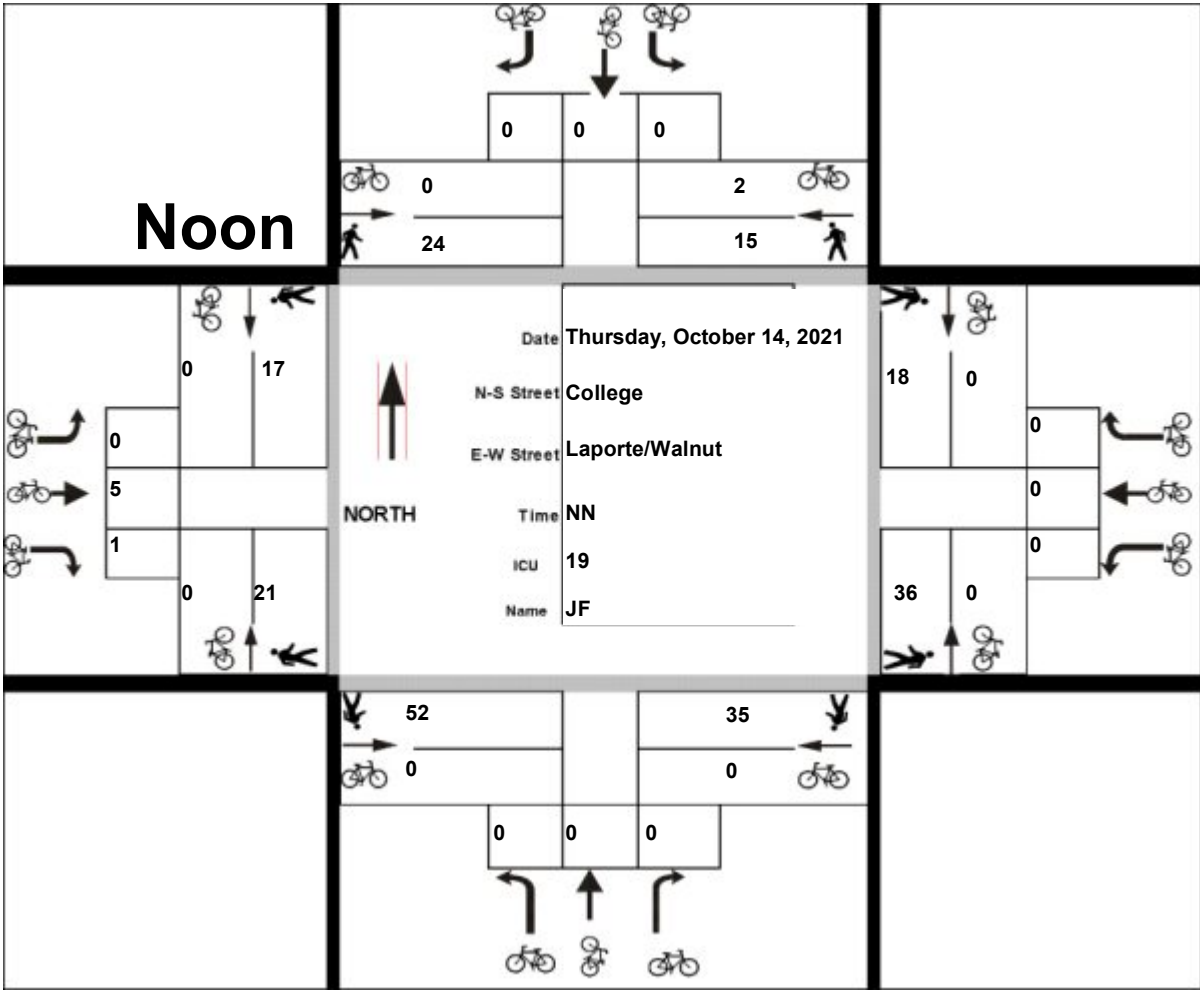 0 0 0
0 2
Noon
24 15
Date Thursday, October 14, 2021
0 17
18 0
N-S Street College
0
0
E-W Street Laporte/Walnut
5
0
NORTH
Time NN
1
0
ICU 19
0 21
36 0
Name JF
52 35
0 0
0 0 0